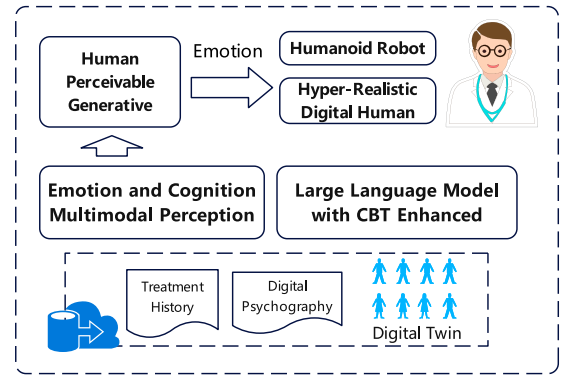 Human
Perceivable
Generative
Emotion
Humanoid Robot
Hyper-Realistic
Digital Human
Emotion and Cognition
Multimodal Perception
Large Language Model
with CBT Enhanced
Treatment
History
Digital
Psychography
Digital Twin